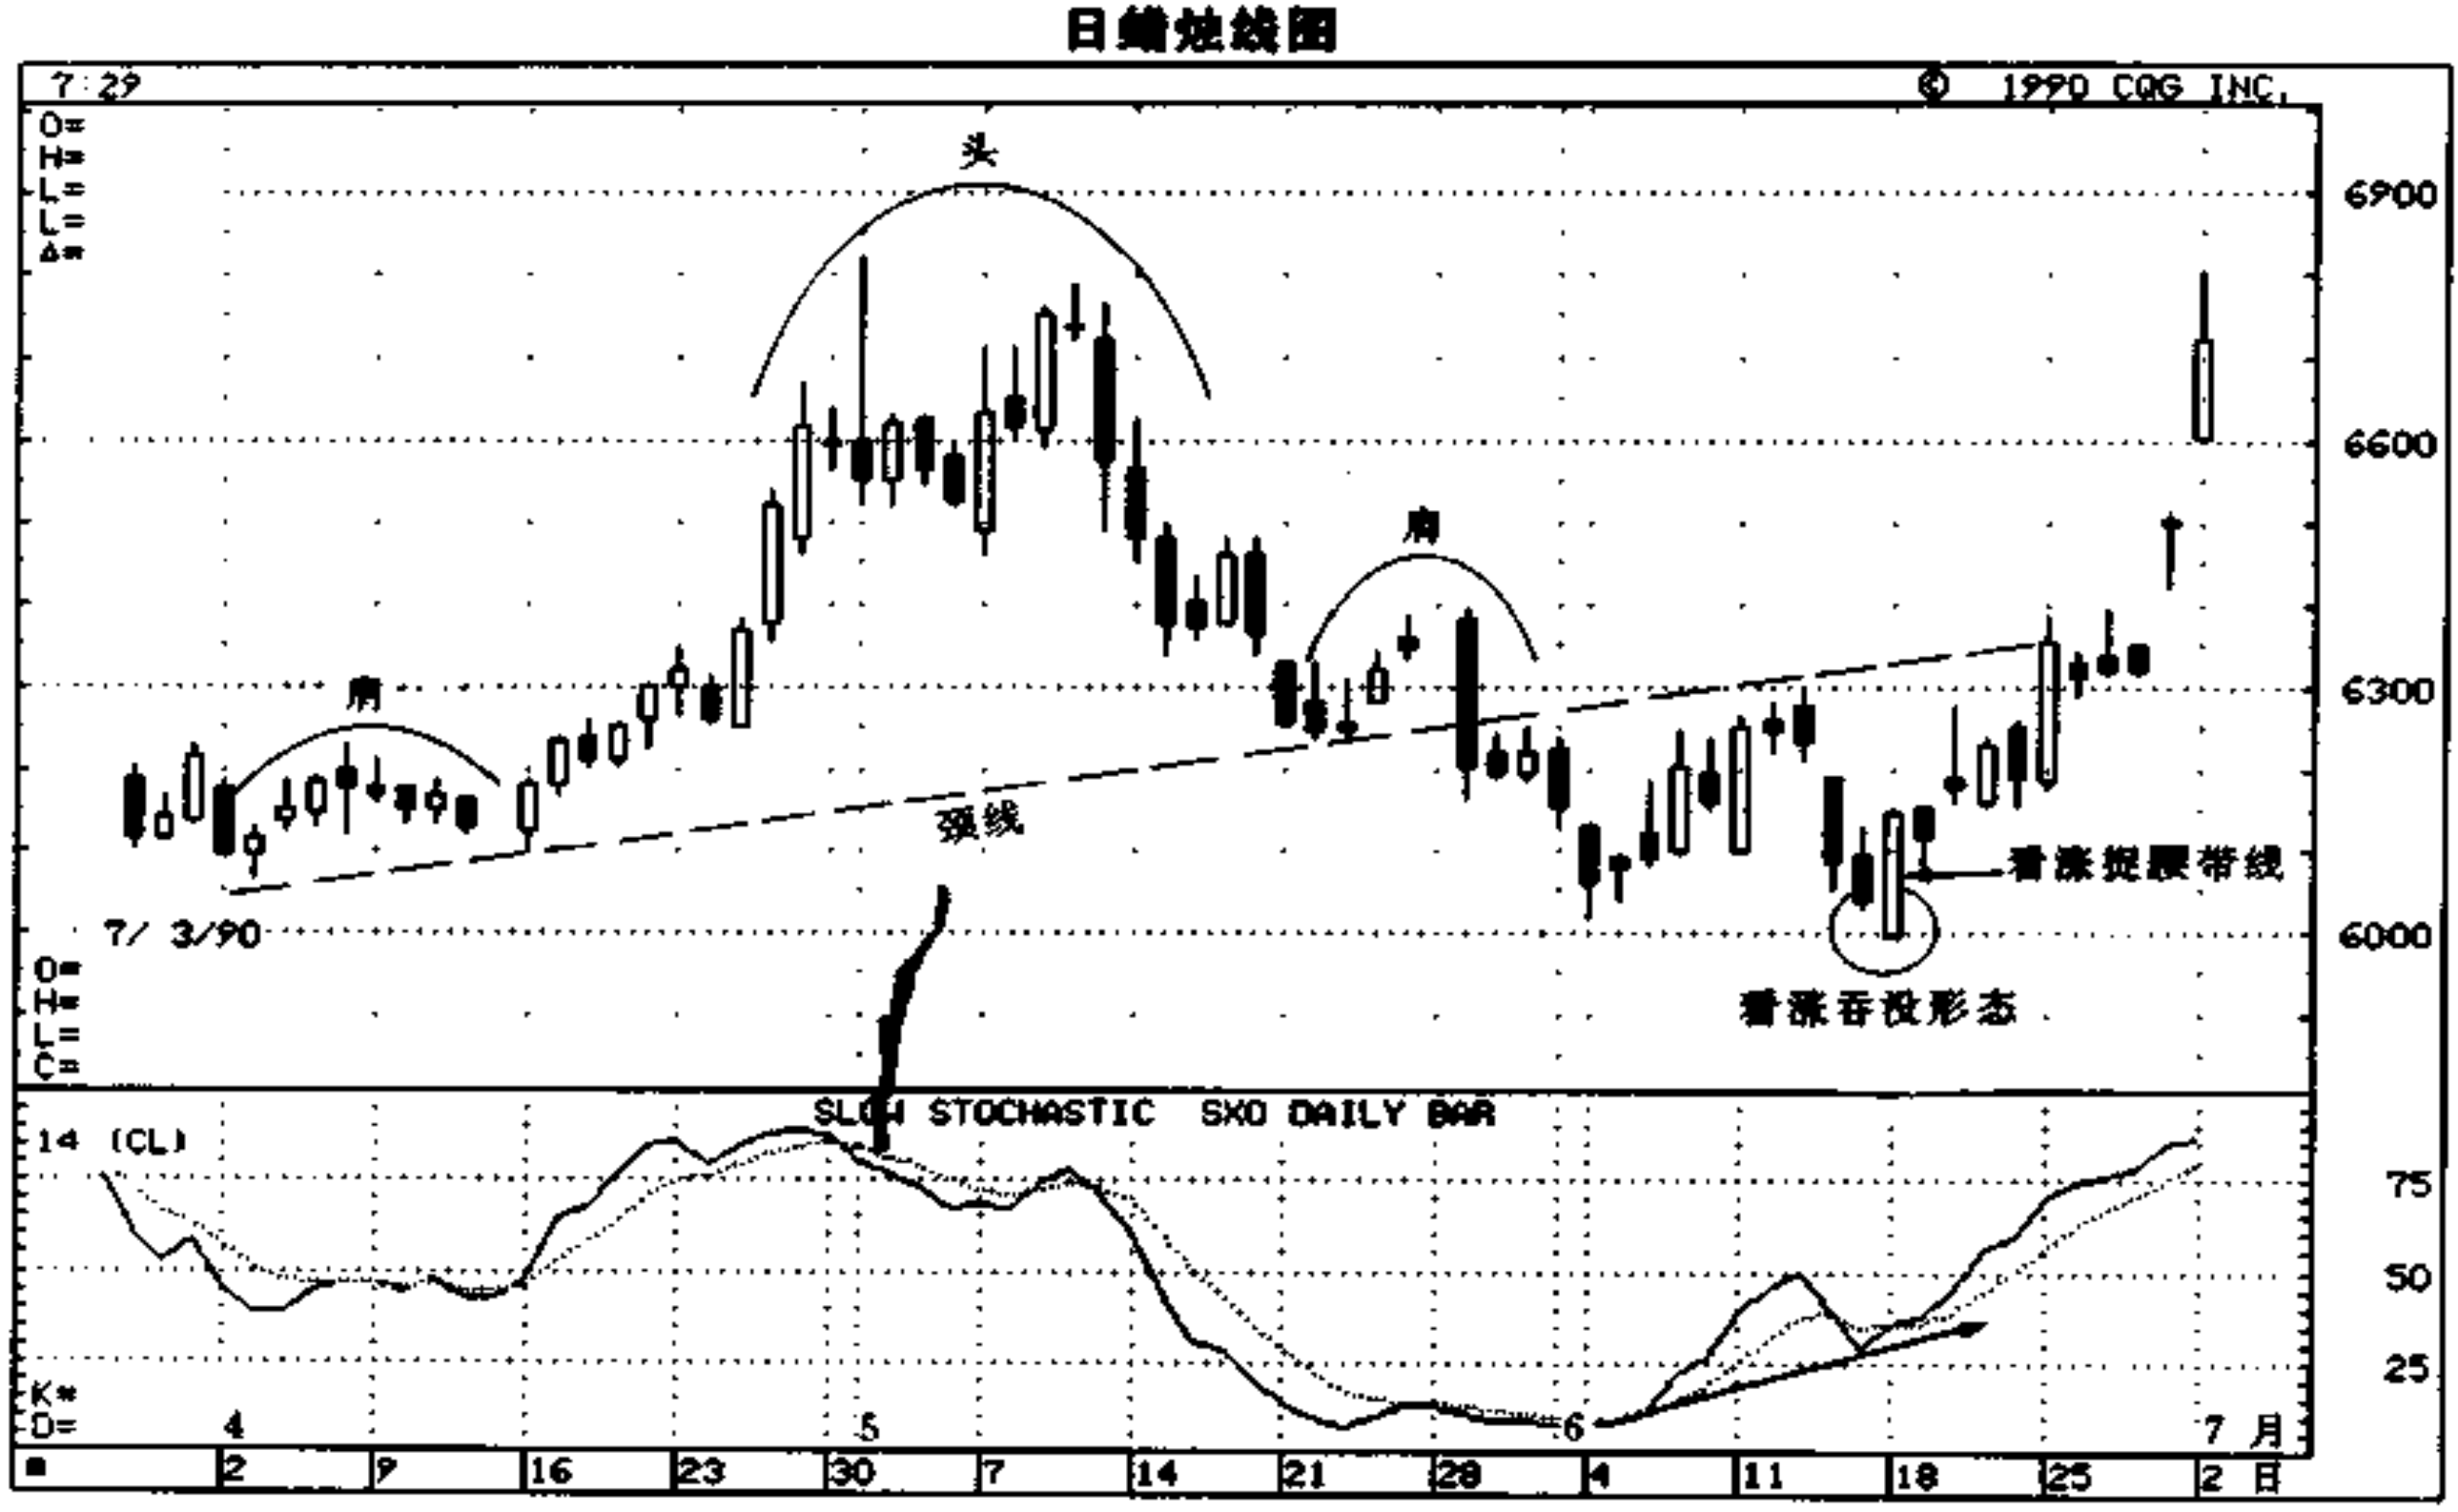 日蜡烛线图
7:29 © 1990 CQG INC.
O=
H=
L=
L=
Δ=
头
6900
6600
肩
肩
6300
强线
看涨捉腰带线
7/ 3/90
6000
O=
H=
L=
C=
看涨吞投形态
SLOW STOCHASTIC SXO DAILY BAR
14 (CL)
75
50
25
K=
D=
4 5 6 7 月
2 9 16 23 30 7 14 21 28 4 11 18 25 2 日